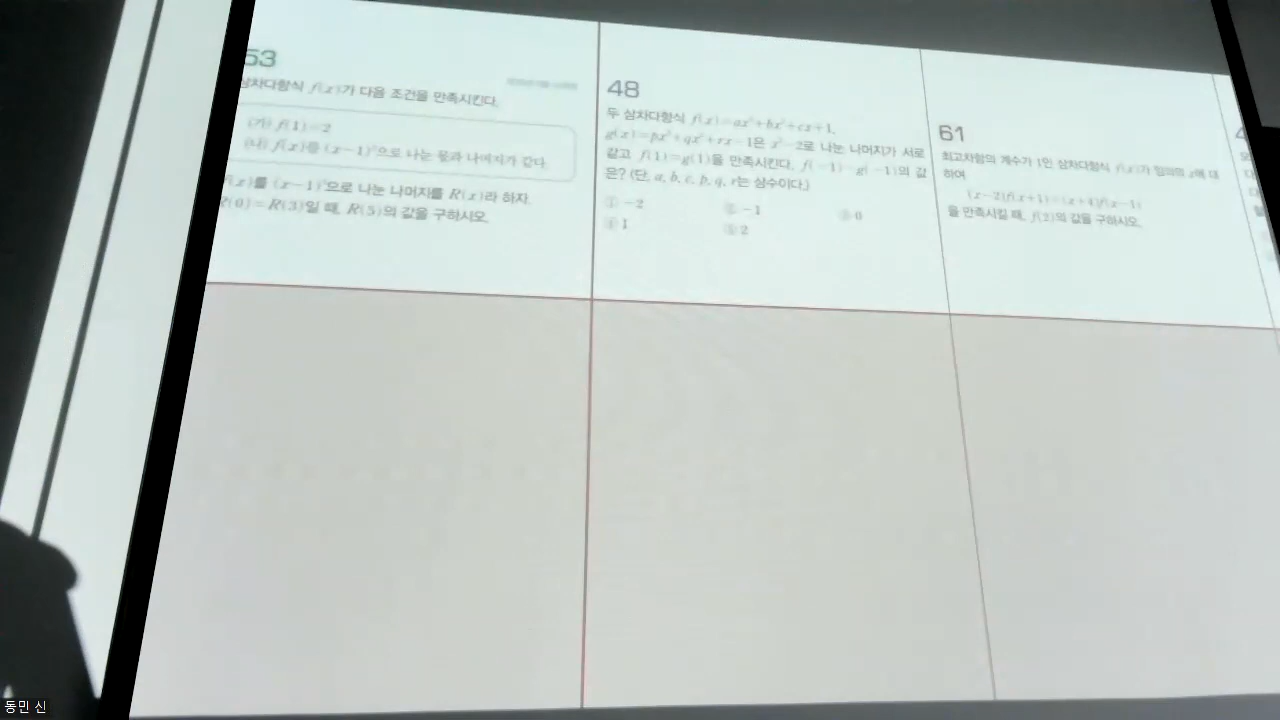 53
삼차다항식 f(x)가 다음 조건을 만족시킨다.
(가) f(1)=2
(나) f(x)를 (x-1)²으로 나눈 몫과 나머지가 같다.
f(x)를 (x-1)³으로 나눈 나머지를 R(x)라 하자.
R(0)=R(3)일 때, R(5)의 값을 구하시오.
48
두 삼차다항식 f(x)=ax³+bx²+cx+1,
g(x)=px³+qx²+rx-1은 x²-2로 나눈 나머지가 서로
같고 f(1)=g(1)을 만족시킨다. f(-1)-g(-1)의 값
은? (단, a, b, c, p, q, r는 상수이다.)
① -2 ② -1 ③ 0
④ 1 ⑤ 2
61
최고차항의 계수가 1인 삼차다항식 f(x)가 임의의 x에 대
하여
(x-2)f(x+1)=(x+4)f(x-1)
을 만족시킬 때, f(2)의 값을 구하시오.
동민 신